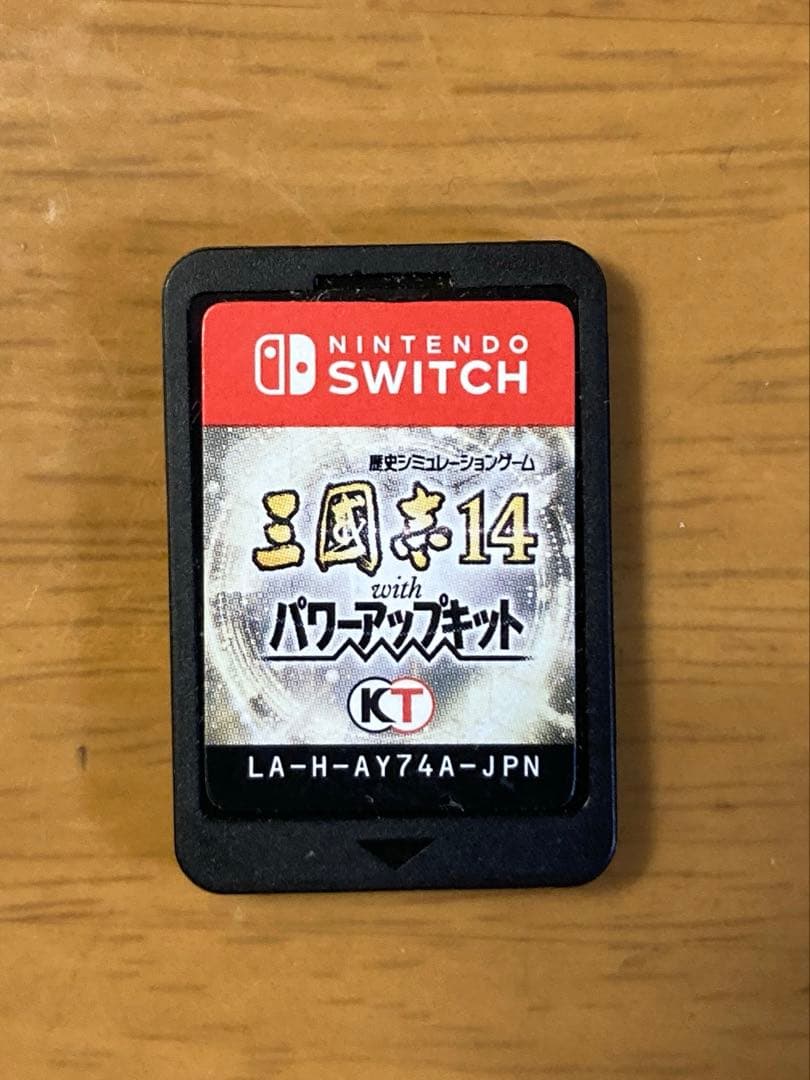 NINTENDO
SWITCH
歴史シミュレーションゲーム
三國志14
with
パワーアップキット
KT
LA-H-AY74A-JPN